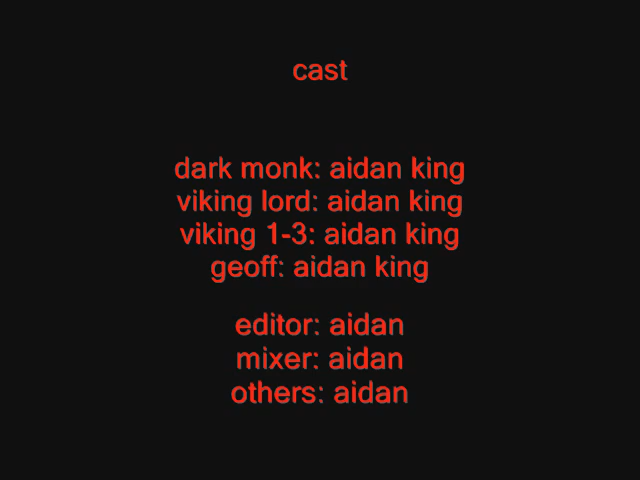 cast
dark monk: aidan king
viking lord: aidan king
viking 1-3: aidan king
geoff: aidan king
editor: aidan
mixer: aidan
others: aidan